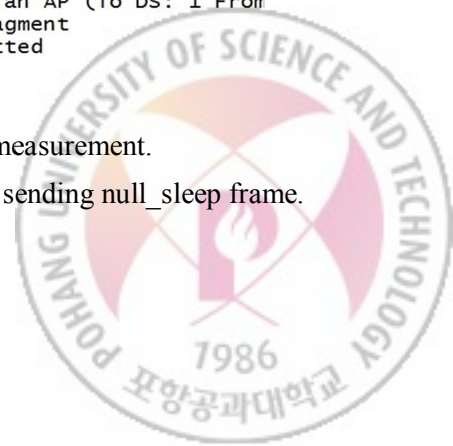 an AP (To DS: 1 From
agment
tted
measurement.
sending null_sleep frame.
UNIVERSITY OF SCIENCE AND TECHNOLOGY
POHANG
1986
포항공과대학교